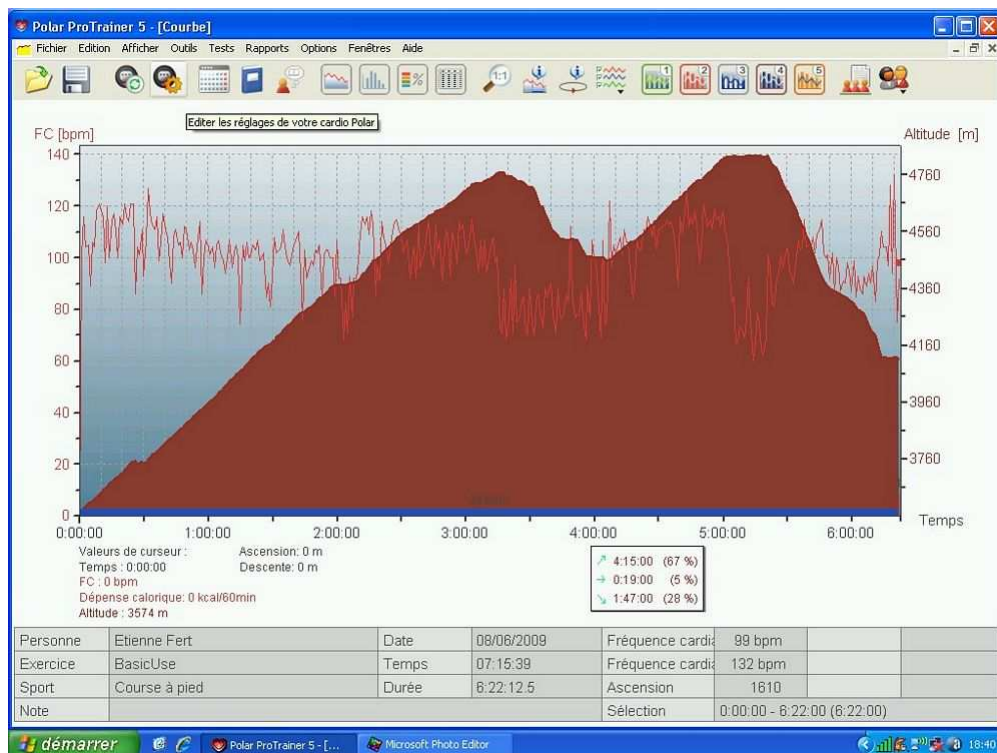 Polar ProTrainer 5 - [Courbe]
Fichier Edition Afficher Outils Tests Rapports Options Fenêtres Aide
1:1 1 2 3 4 5
Editer les réglages de votre cardio Polar
FC [bpm] Altitude [m]
140
120
100
80
60
40
20
0
4760
4560
4360
4160
3960
3760
0:00:00 1:00:00 2:00:00 3:00:00 4:00:00 5:00:00 6:00:00 Temps
Valeurs de curseur : Ascension: 0 m
Temps : 0:00:00 Descente: 0 m
FC : 0 bpm
Dépense calorique: 0 kcal/60min
Altitude : 3574 m
4:15:00 (67 %)
0:19:00 (5 %)
1:47:00 (28 %)
Personne Etienne Fert Date 08/06/2009 Fréquence cardia 99 bpm
Exercice BasicUse Temps 07:15:39 Fréquence cardia 132 bpm
Sport Course à pied Durée 6:22:12.5 Ascension 1610
Note Sélection 0:00:00 - 6:22:00 (6:22:00)
démarrer Polar ProTrainer 5 - [... Microsoft Photo Editor 18:40